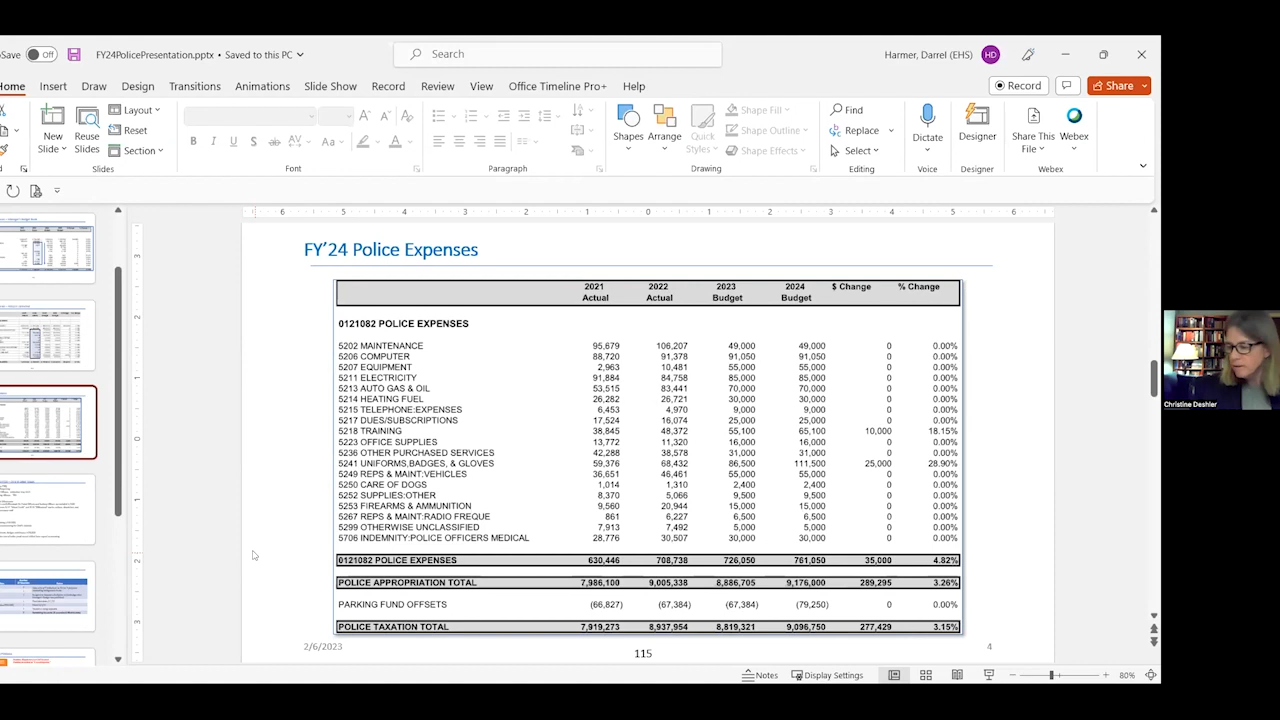 Save Off FY24PolicePresentation.pptx • Saved to this PC Search Harmer, Darrel (EHS) HD
Home Insert Draw Design Transitions Animations Slide Show Record Review View Office Timeline Pro+ Help Record Share
New Slide Reuse Slides Layout Reset Section
B I U S ab AV Aa A
Shapes Arrange Quick Styles Shape Fill Shape Outline Shape Effects
Find Replace Select Dictate Designer Share This File Webex
Slides Font Paragraph Drawing Editing Voice Designer Webex
6 5 4 3 2 1 0 1 2 3 4 5 6
FY'24 Police Expenses
2021 Actual 2022 Actual 2023 Budget 2024 Budget $ Change % Change
0121082 POLICE EXPENSES
5202 MAINTENANCE 95,679 106,207 49,000 49,000 0 0.00%
5206 COMPUTER 88,720 91,378 91,050 91,050 0 0.00%
5207 EQUIPMENT 2,963 10,481 55,000 55,000 0 0.00%
5211 ELECTRICITY 91,884 84,758 85,000 85,000 0 0.00%
5213 AUTO GAS & OIL 53,515 83,441 70,000 70,000 0 0.00%
5214 HEATING FUEL 26,282 26,721 30,000 30,000 0 0.00%
5215 TELEPHONE:EXPENSES 6,453 4,970 9,000 9,000 0 0.00%
5217 DUES/SUBSCRIPTIONS 17,524 16,074 25,000 25,000 0 0.00%
5218 TRAINING 38,845 48,372 55,100 65,100 10,000 18.15%
5223 OFFICE SUPPLIES 13,772 11,320 16,000 16,000 0 0.00%
5236 OTHER PURCHASED SERVICES 42,288 38,578 31,000 31,000 0 0.00%
5241 UNIFORMS,BADGES, & GLOVES 59,376 68,432 86,500 111,500 25,000 28.90%
5249 REPS & MAINT:VEHICLES 36,651 46,461 55,000 55,000 0 0.00%
5250 CARE OF DOGS 1,014 1,310 2,400 2,400 0 0.00%
5252 SUPPLIES:OTHER 8,370 5,066 9,500 9,500 0 0.00%
5253 FIREARMS & AMMUNITION 9,560 20,944 15,000 15,000 0 0.00%
5267 REPS & MAINT:RADIO FREQUE 861 6,227 6,500 6,500 0 0.00%
5299 OTHERWISE UNCLASSIFIED 7,913 7,492 5,000 5,000 0 0.00%
5706 INDEMNITY:POLICE OFFICERS MEDICAL 28,776 30,507 30,000 30,000 0 0.00%
0121082 POLICE EXPENSES 630,446 708,738 726,050 761,050 35,000 4.82%
POLICE APPROPRIATION TOTAL 7,986,100 9,005,338 8,886,705 9,176,000 289,295 3.26%
PARKING FUND OFFSETS (66,827) (67,384) (67,384) (79,250) 0 0.00%
POLICE TAXATION TOTAL 7,919,273 8,937,954 8,819,321 9,096,750 277,429 3.15%
2/6/2023 115 4
Christine Deshler
Notes Display Settings 80%